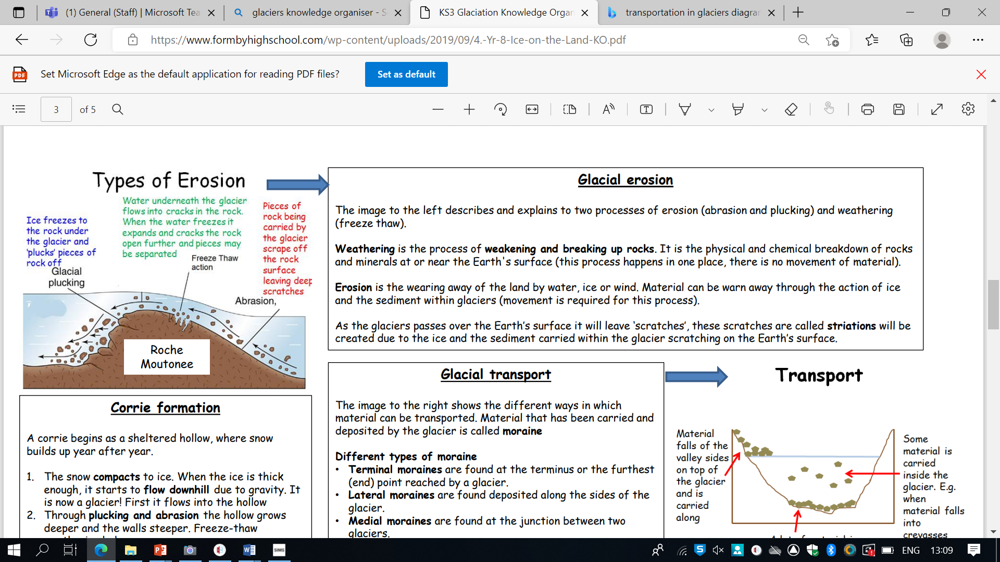 (1) General (Staff) | Microsoft Tea
glaciers knowledge organiser - S
KS3 Glaciation Knowledge Organ
transportation in glaciers diagram
https://www.formbyhighschool.com/wp-content/uploads/2019/09/4.-Yr-8-Ice-on-the-Land-KO.pdf
PDF
Set Microsoft Edge as the default application for reading PDF files?
Set as default
3
of 5
Types of Erosion
Water underneath the glacier
flows into cracks in the rock.
When the water freezes it
expands and cracks the rock
open further and pieces may
be separated
Ice freezes to
the rock under
the glacier and
'plucks' pieces of
rock off
Pieces of
rock being
carried by
the glacier
scrape off
the rock
surface
leaving deep
scratches
Glacial
plucking
Freeze Thaw
action
Abrasion,
Roche
Moutonee
Glacial erosion
The image to the left describes and explains to two processes of erosion (abrasion and plucking) and weathering
(freeze thaw).
Weathering is the process of weakening and breaking up rocks. It is the physical and chemical breakdown of rocks
and minerals at or near the Earth's surface (this process happens in one place, there is no movement of material).
Erosion is the wearing away of the land by water, ice or wind. Material can be warn away through the action of ice
and the sediment within glaciers (movement is required for this process).
As the glaciers passes over the Earth's surface it will leave 'scratches', these scratches are called striations will be
created due to the ice and the sediment carried within the glacier scratching on the Earth's surface.
Corrie formation
A corrie begins as a sheltered hollow, where snow
builds up year after year.
1. The snow compacts to ice. When the ice is thick
enough, it starts to flow downhill due to gravity. It
is now a glacier! First it flows into the hollow
2. Through plucking and abrasion the hollow grows
deeper and the walls steeper. Freeze-thaw
Glacial transport
The image to the right shows the different ways in which
material can be transported. Material that has been carried and
deposited by the glacier is called moraine
Different types of moraine
• Terminal moraines are found at the terminus or the furthest
(end) point reached by a glacier.
• Lateral moraines are found deposited along the sides of the
glacier.
• Medial moraines are found at the junction between two
glaciers.
Transport
Material
falls of the
valley sides
on top of
the glacier
and is
carried
along
Some
material is
carried
inside the
glacier. E.g.
when
material falls
into
crevasses
SIMS
ENG
13:09